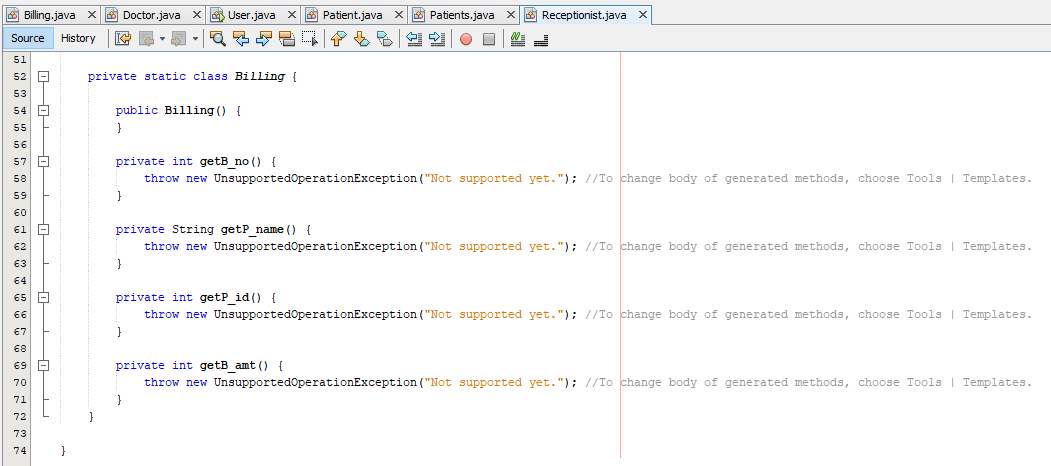 Billing.java Doctor.java User.java Patient.java Patients.java Receptionist.java
Source History
51
52 private static class Billing {
53
54 public Billing() {
55 }
56
57 private int getB_no() {
58 throw new UnsupportedOperationException("Not supported yet."); //To change body of generated methods, choose Tools | Templates.
59 }
60
61 private String getP_name() {
62 throw new UnsupportedOperationException("Not supported yet."); //To change body of generated methods, choose Tools | Templates.
63 }
64
65 private int getP_id() {
66 throw new UnsupportedOperationException("Not supported yet."); //To change body of generated methods, choose Tools | Templates.
67 }
68
69 private int getB_amt() {
70 throw new UnsupportedOperationException("Not supported yet."); //To change body of generated methods, choose Tools | Templates.
71 }
72 }
73
74 }